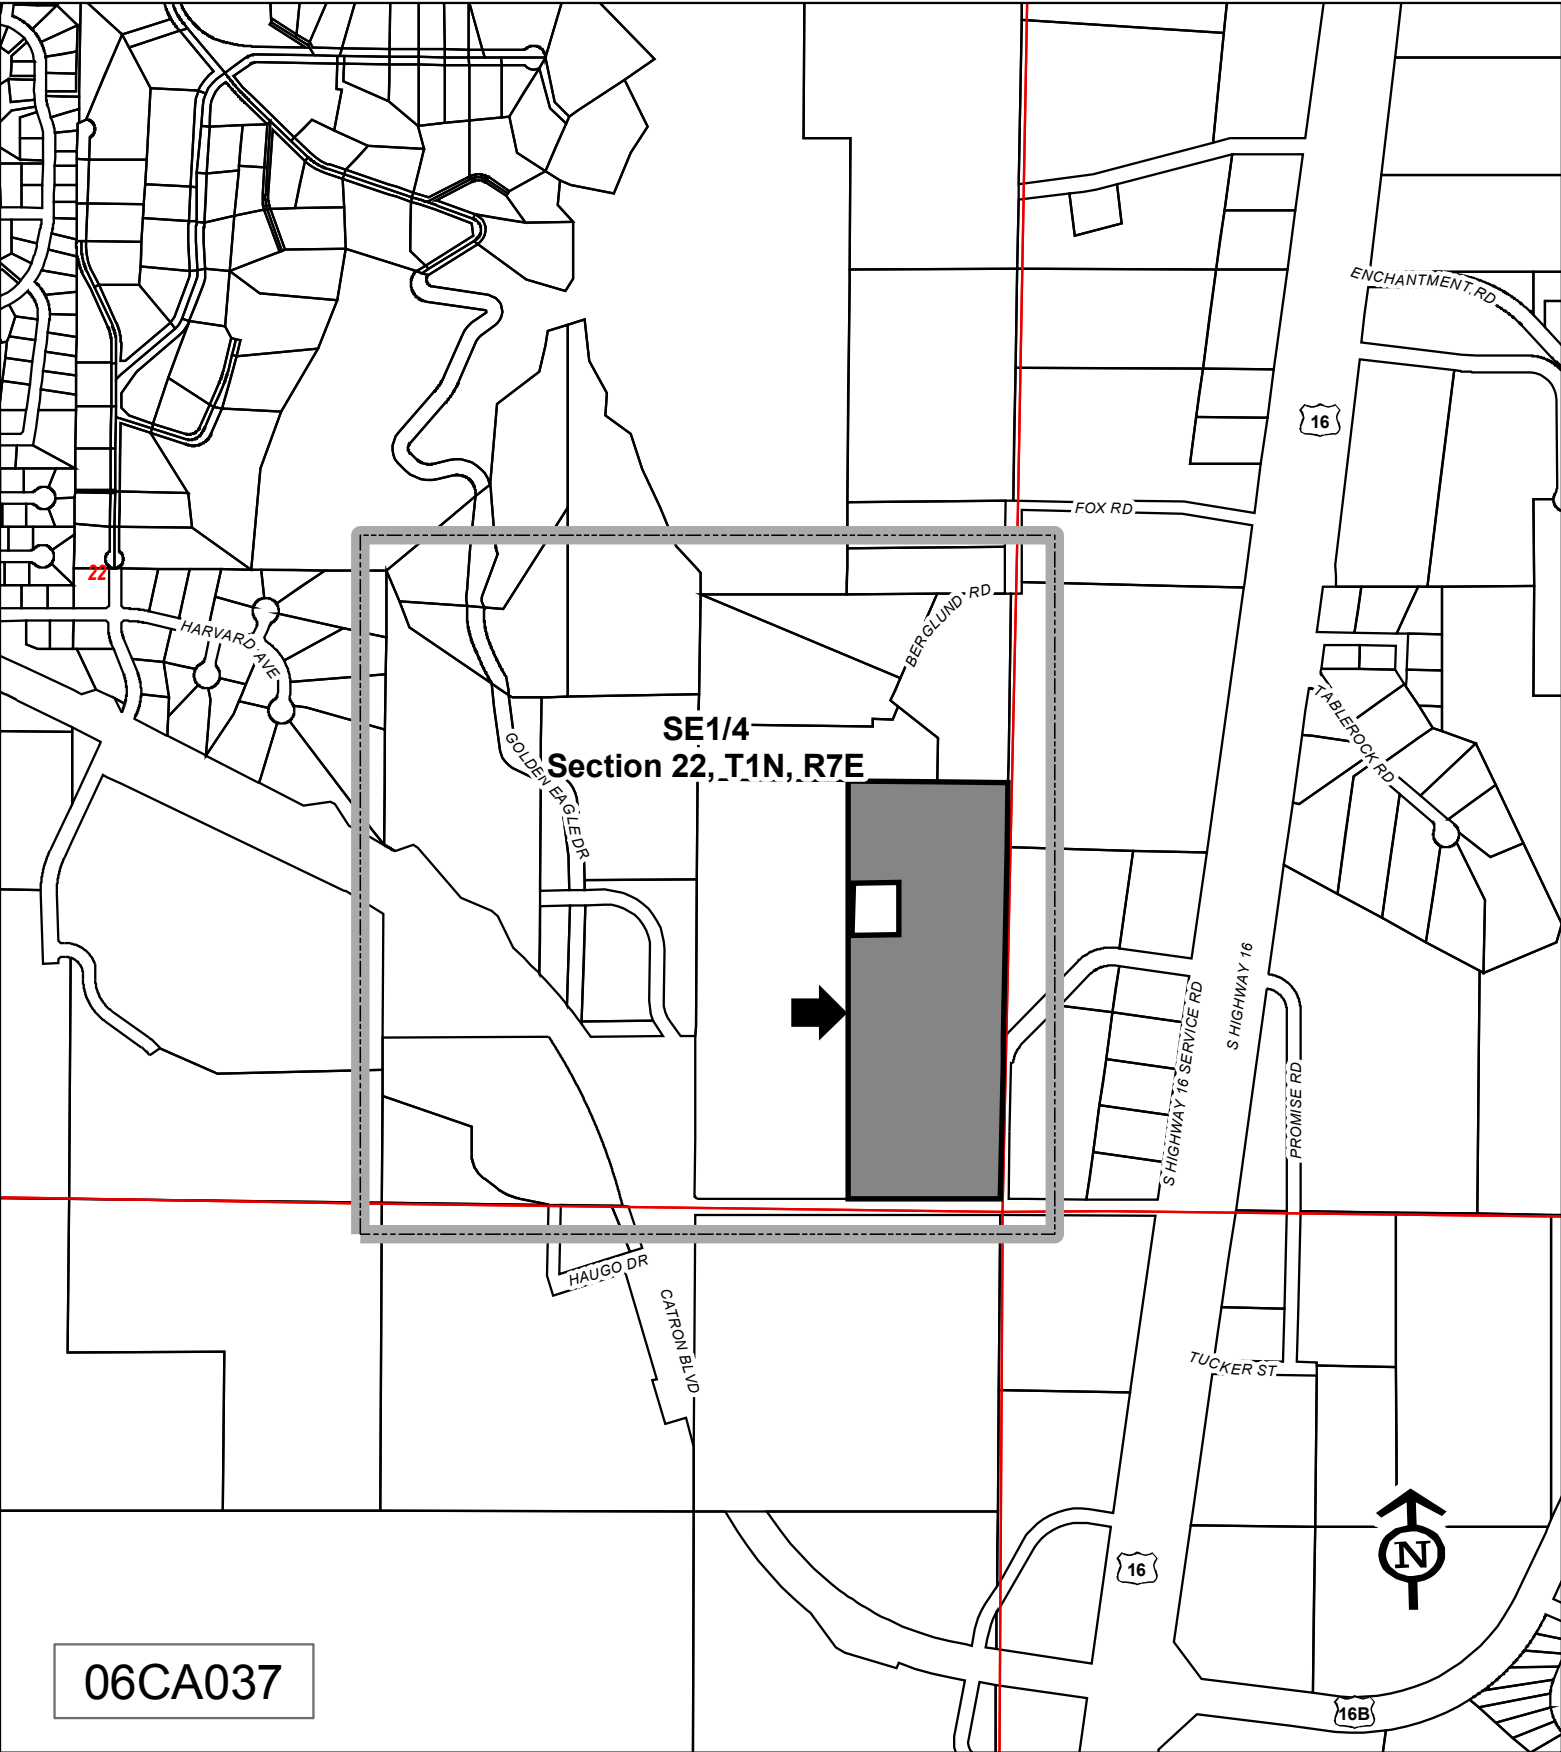 ENCHANTMENT RD
16
FOX RD
22
HARVARD AVE
BERGLUND RD
TABLEROCK RD
SE1/4
Section 22, T1N, R7E
GOLDEN EAGLE DR
S HIGHWAY 16
S HIGHWAY 16 SERVICE RD
PROMISE RD
HAUGO DR
CATRON BLVD
TUCKER ST
N
16
06CA037
16B